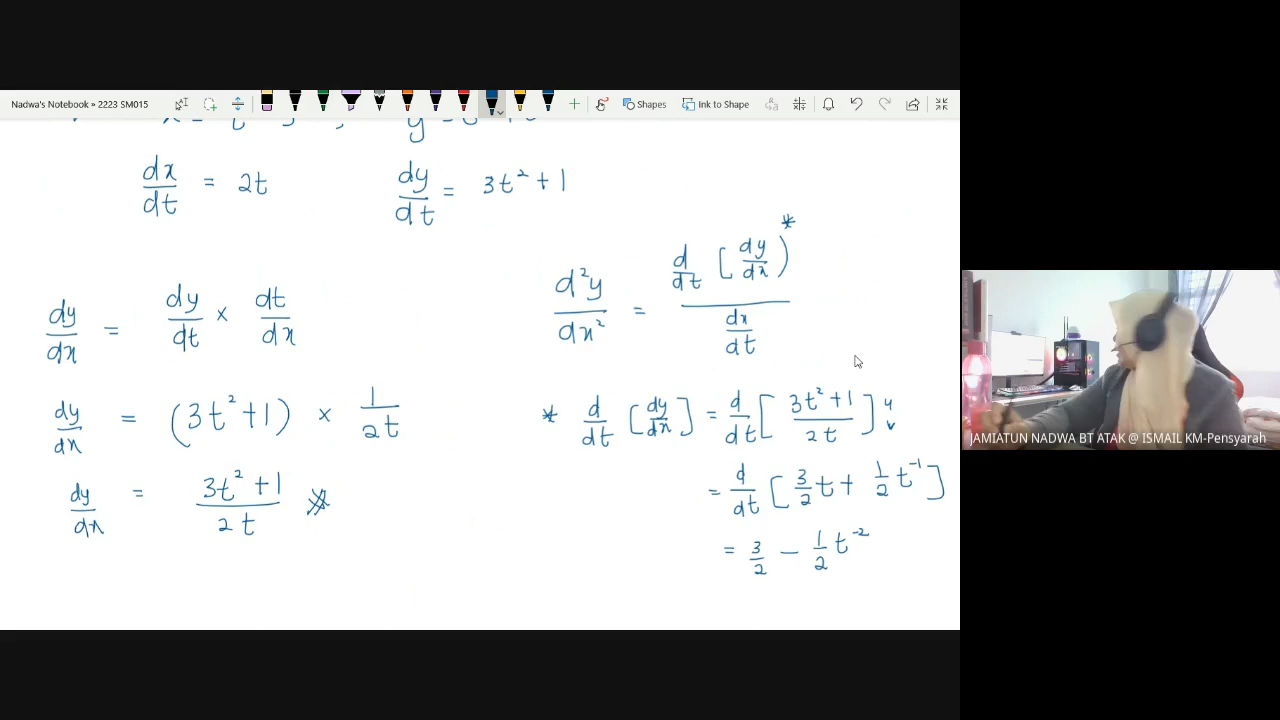 Nadwa's Notebook » 2223 SM015
Shapes
Ink to Shape
dx/dt = 2t
dy/dt = 3t² + 1
dy/dx = dy/dt × dt/dx
dy/dx = (3t² + 1) × 1/2t
dy/dx = 3t² + 1/2t
d²y/dx² = d/dt [dy/dx)* / dx/dt
* d/dt [dy/dx] = d/dt [3t² + 1/2t] u v
= d/dt [3/2 t + 1/2 t⁻¹]
= 3/2 − 1/2 t⁻²
JAMIATUN NADWA BT ATAK @ ISMAIL KM-Pensyarah